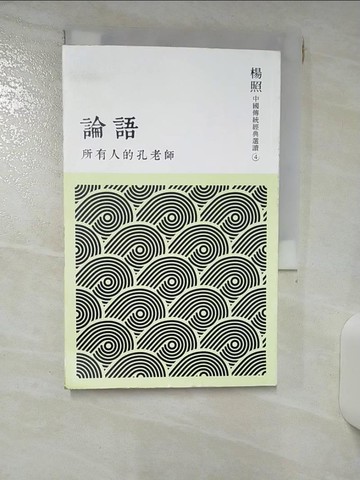 楊照
中國傳統經典選讀④
論語
所有人的孔老師